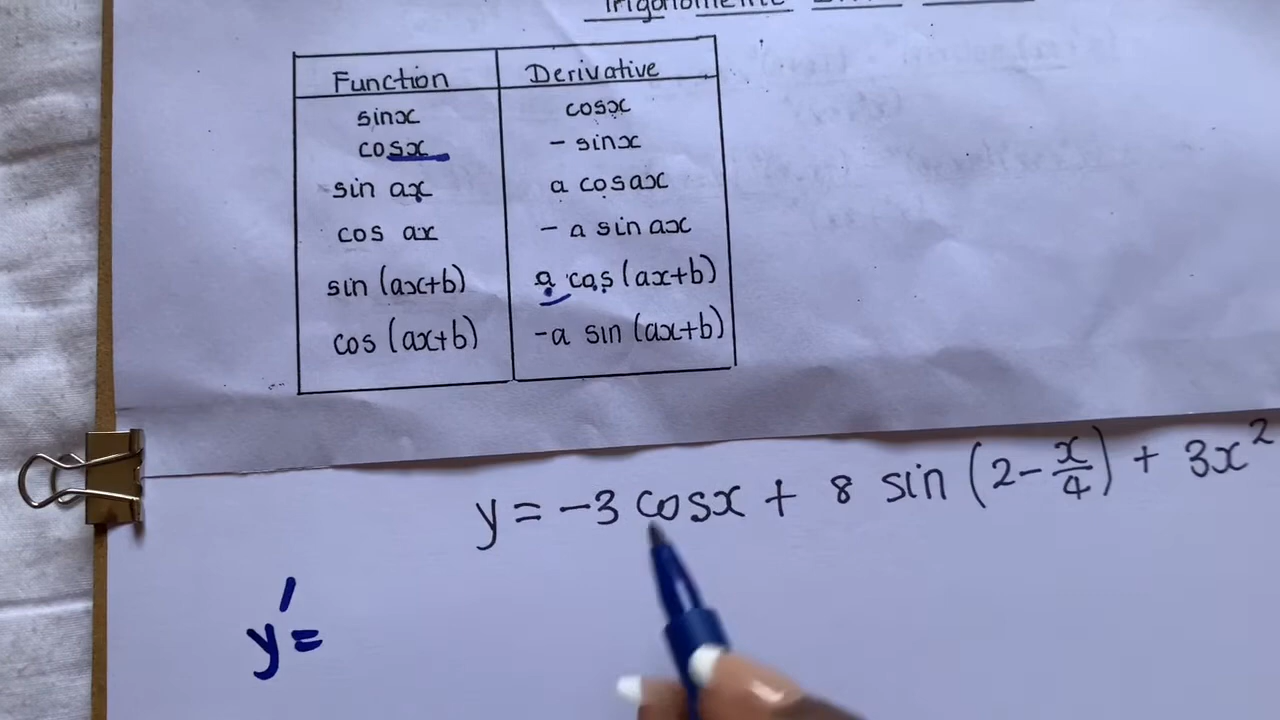 Function Derivative
sinx cosx
cosx - sinx
sin ax a cosax
cos ax - a sin ax
sin (ax+b) a cos (ax+b)
cos (ax+b) -a sin (ax+b)
y = -3 cosx + 8 sin (2 - x/4) + 3x²
y' =